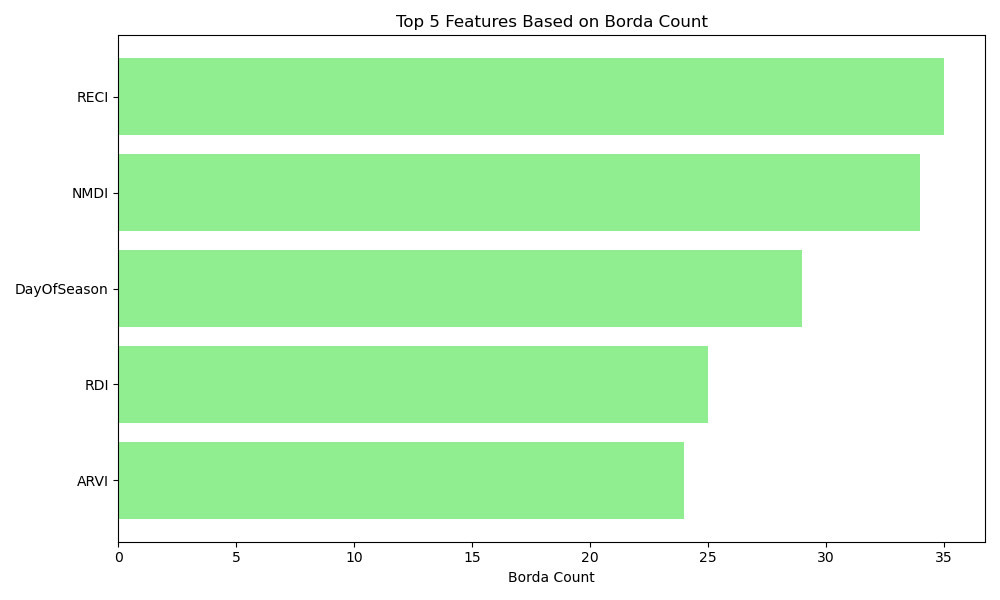 Top 5 Features Based on Borda Count
RECI
NMDI
DayOfSeason
RDI
ARVI
0 5 10 15 20 25 30 35
Borda Count